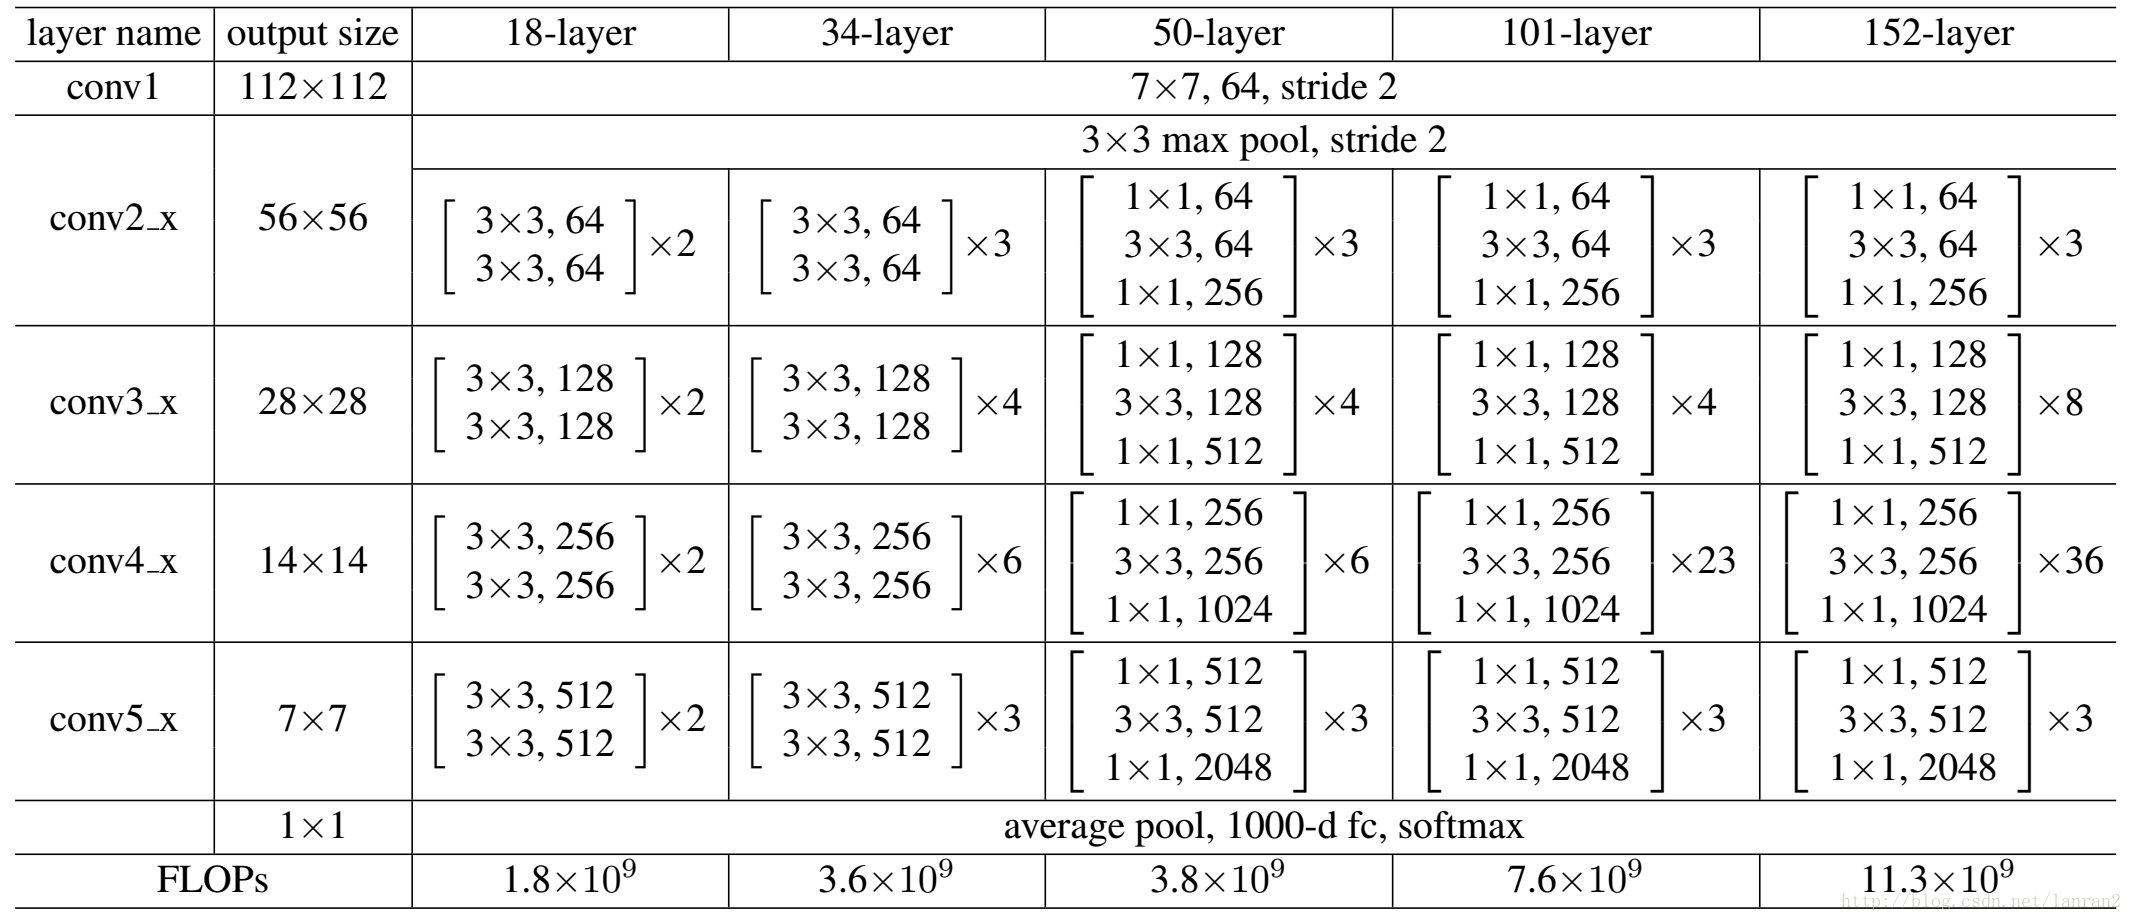 layer name output size 18-layer 34-layer 50-layer 101-layer 152-layer
conv1 112×112 7×7, 64, stride 2
3×3 max pool, stride 2
conv2_x 56×56 [3×3, 64 3×3, 64]×2 [3×3, 64 3×3, 64]×3 [1×1, 64 3×3, 64 1×1, 256]×3 [1×1, 64 3×3, 64 1×1, 256]×3 [1×1, 64 3×3, 64 1×1, 256]×3
conv3_x 28×28 [3×3, 128 3×3, 128]×2 [3×3, 128 3×3, 128]×4 [1×1, 128 3×3, 128 1×1, 512]×4 [1×1, 128 3×3, 128 1×1, 512]×4 [1×1, 128 3×3, 128 1×1, 512]×8
conv4_x 14×14 [3×3, 256 3×3, 256]×2 [3×3, 256 3×3, 256]×6 [1×1, 256 3×3, 256 1×1, 1024]×6 [1×1, 256 3×3, 256 1×1, 1024]×23 [1×1, 256 3×3, 256 1×1, 1024]×36
conv5_x 7×7 [3×3, 512 3×3, 512]×2 [3×3, 512 3×3, 512]×3 [1×1, 512 3×3, 512 1×1, 2048]×3 [1×1, 512 3×3, 512 1×1, 2048]×3 [1×1, 512 3×3, 512 1×1, 2048]×3
1×1 average pool, 1000-d fc, softmax
FLOPs 1.8×10⁹ 3.6×10⁹ 3.8×10⁹ 7.6×10⁹ 11.3×10⁹
http://blog.csdn.net/lanran2